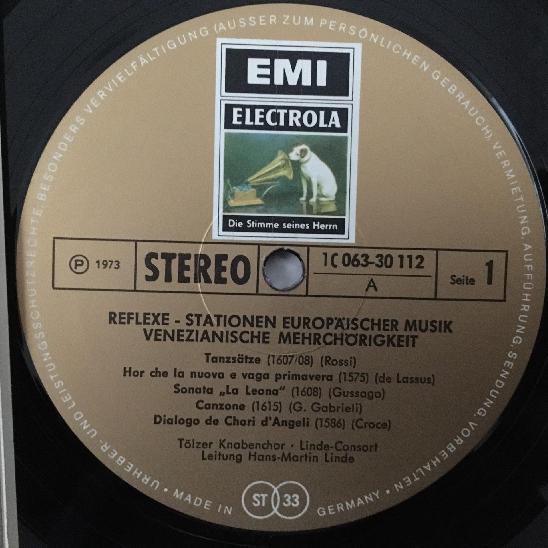 EMI
ELECTROLA
Die Stimme seines Herrn
℗ 1973
STEREO
1C 063-30 112
A
Seite 1
REFLEXE - STATIONEN EUROPÄISCHER MUSIK
VENEZIANISCHE MEHRCHÖRIGKEIT
Tanzsätze (1607/08) (Rossi)
Hor che la nuova e vaga primavera (1575) (de Lassus)
Sonata „La Leona“ (1608) (Gussago)
Canzone (1615) (G. Gabrieli)
Dialogo de Chori d'Angeli (1586) (Croce)
Tölzer Knabenchor · Linde-Consort
Leitung Hans-Martin Linde
URHEBER- UND LEISTUNGSSCHUTZRECHTE, BESONDERS VERVIELFÄLTIGUNG (AUSSER ZUM PERSÖNLICHEN GEBRAUCH), VERMIETUNG, AUFFÜHRUNG, SENDUNG, VORBEHALTEN
• MADE IN
ST 33
GERMANY •